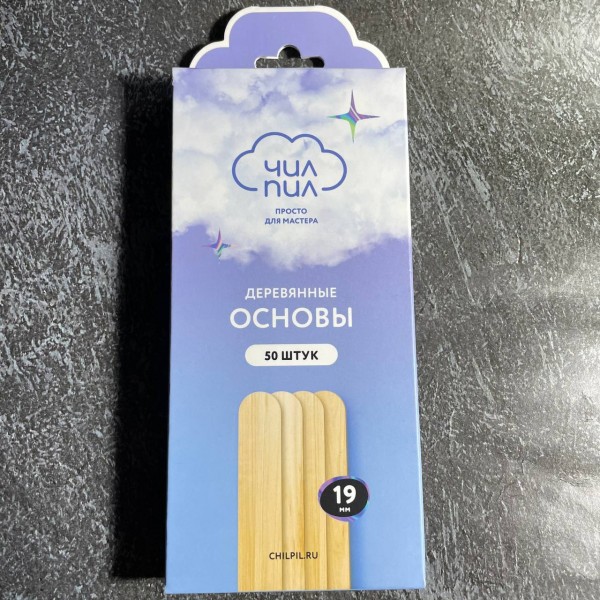 ЧИЛ
ПИЛ
ПРОСТО
ДЛЯ МАСТЕРА
ДЕРЕВЯННЫЕ
ОСНОВЫ
50 ШТУК
19
ММ
CHILPIL.RU